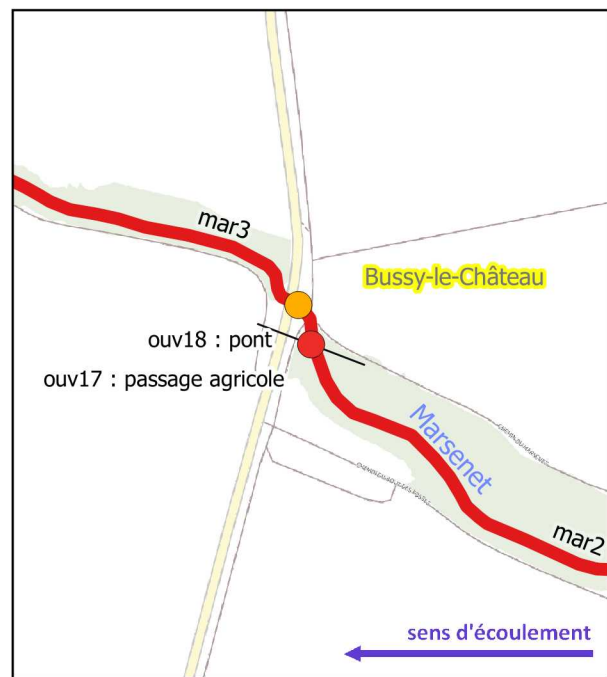 mar3
Bussy-le-Château
ouv18 : pont
ouv17 : passage agricole
Marsenet
mar2
sens d'écoulement